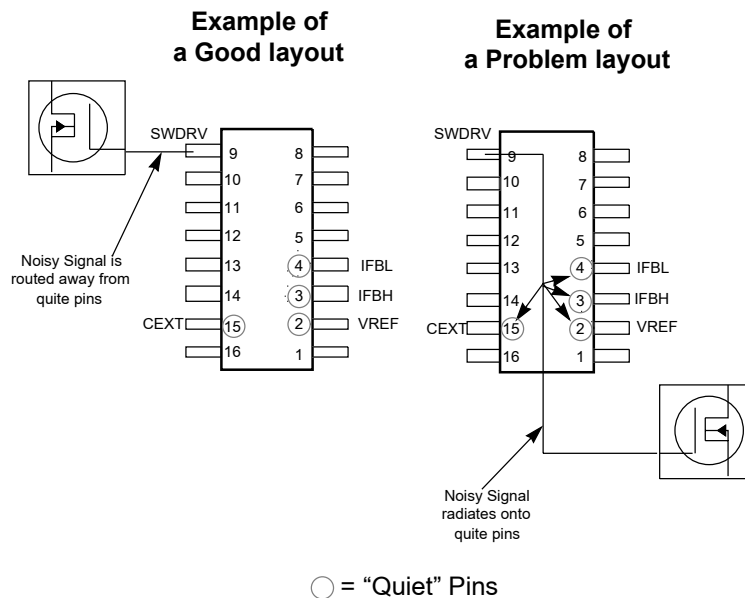 Example of
a Good layout
SWDRV
9
8
10
7
11
6
12
5
13
4
IFBL
14
3
IFBH
CEXT
15
2
VREF
16
1
Noisy Signal is
routed away from
quite pins
Example of
a Problem layout
SWDRV
9
8
10
7
11
6
12
5
13
4
IFBL
14
3
IFBH
CEXT
15
2
VREF
16
1
Noisy Signal
radiates onto
quite pins
= “Quiet” Pins